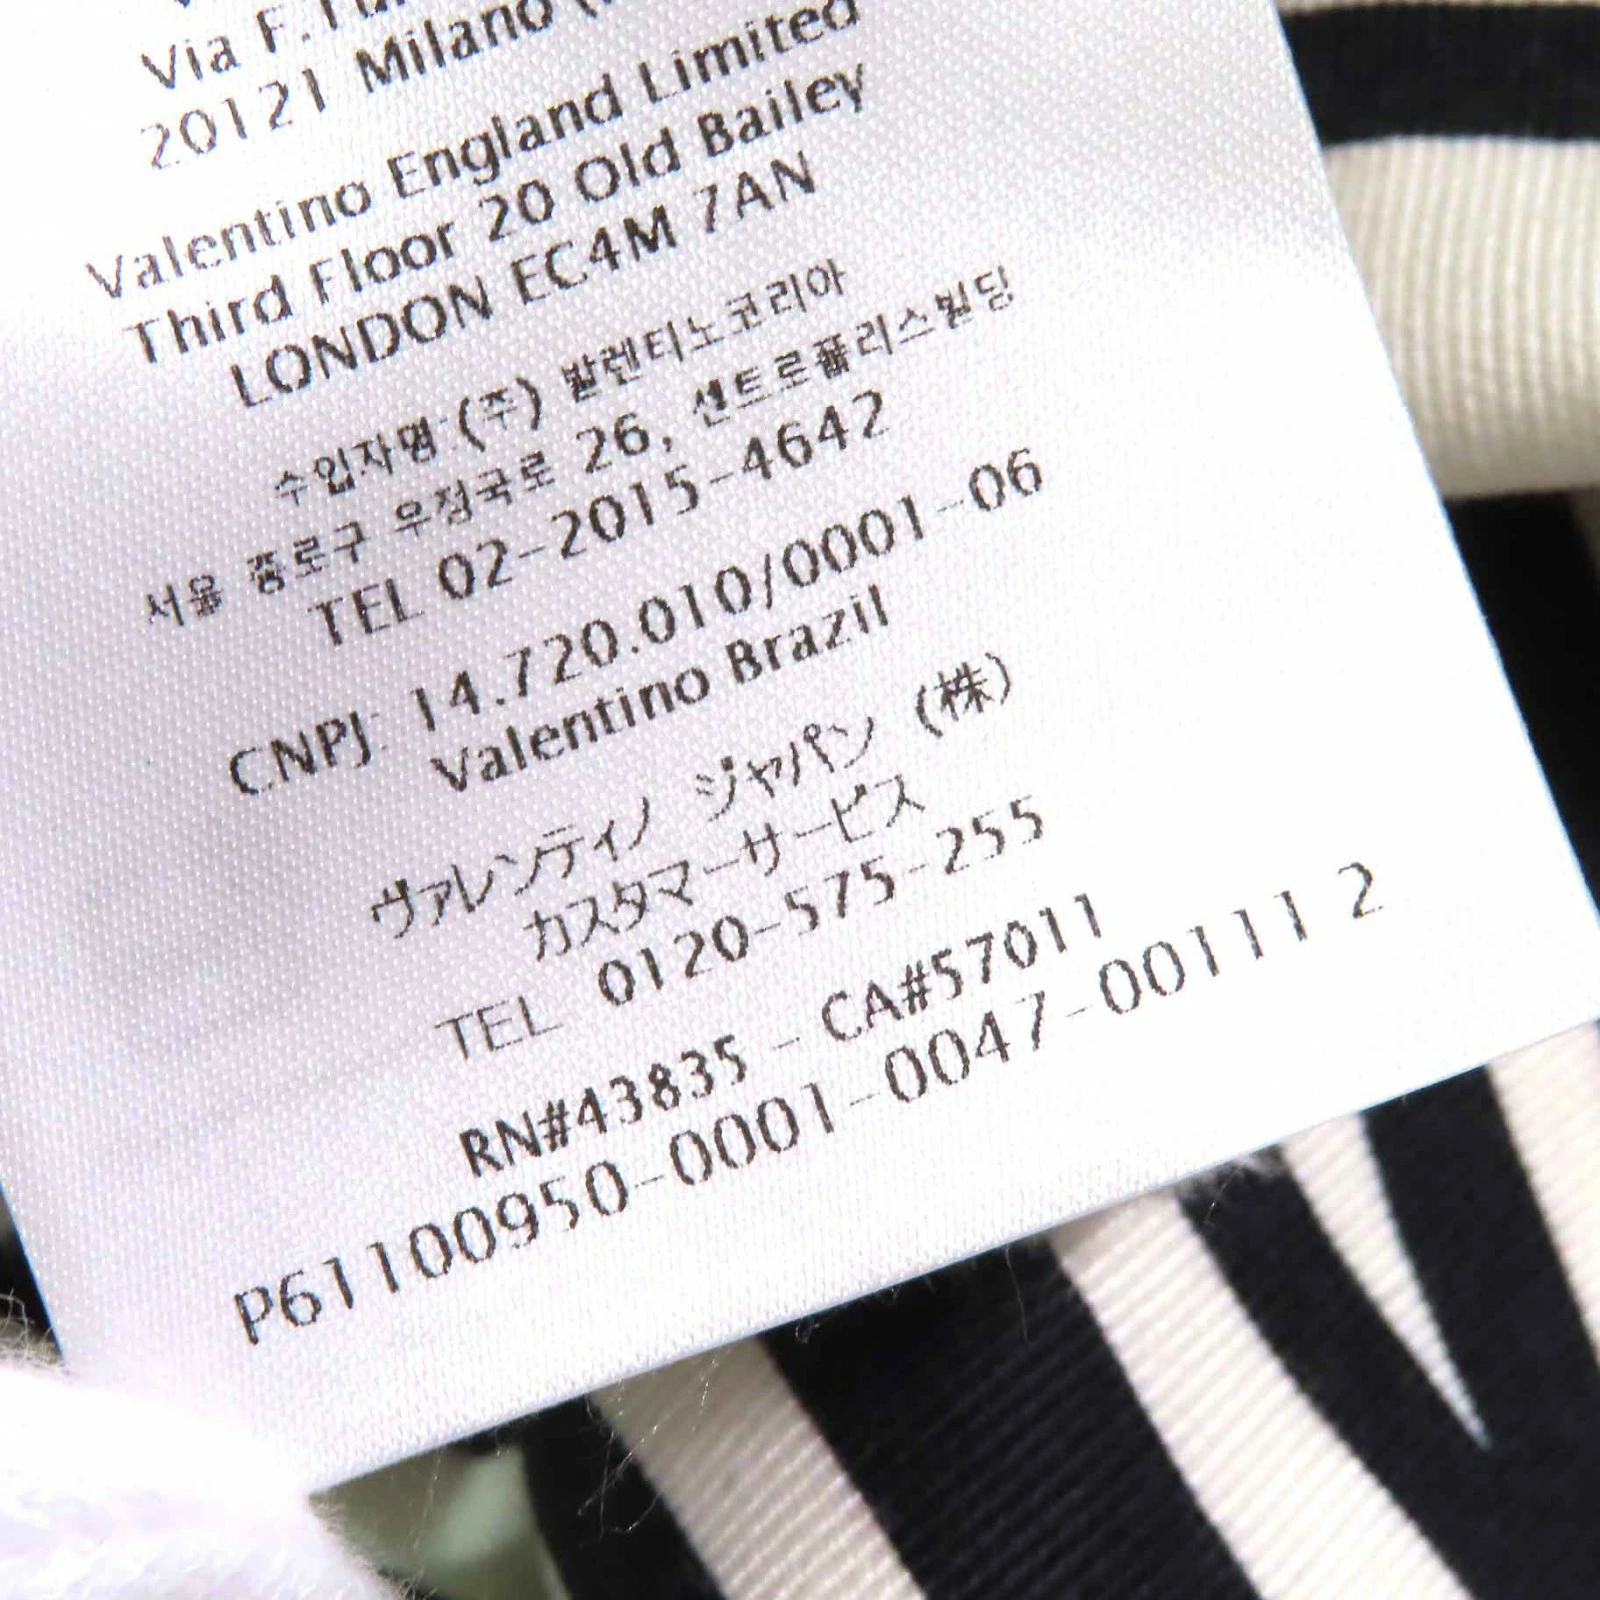 Via F.
20121 Milano
Valentino England Limited
Third Floor 20 Old Bailey
LONDON EC4M 7AN
수입자명:(주) 발렌티노코리아
서울 종로구 우정국로 26, 센트로폴리스빌딩
TEL 02-2015-4642
CNPJ: 14.720.010/0001-06
Valentino Brazil
ヴァレンティノ ジャパン (株)
カスタマーサービス
TEL 0120-575-255
RN#43835 - CA#57011
P61100950-0001-0047-00111 2